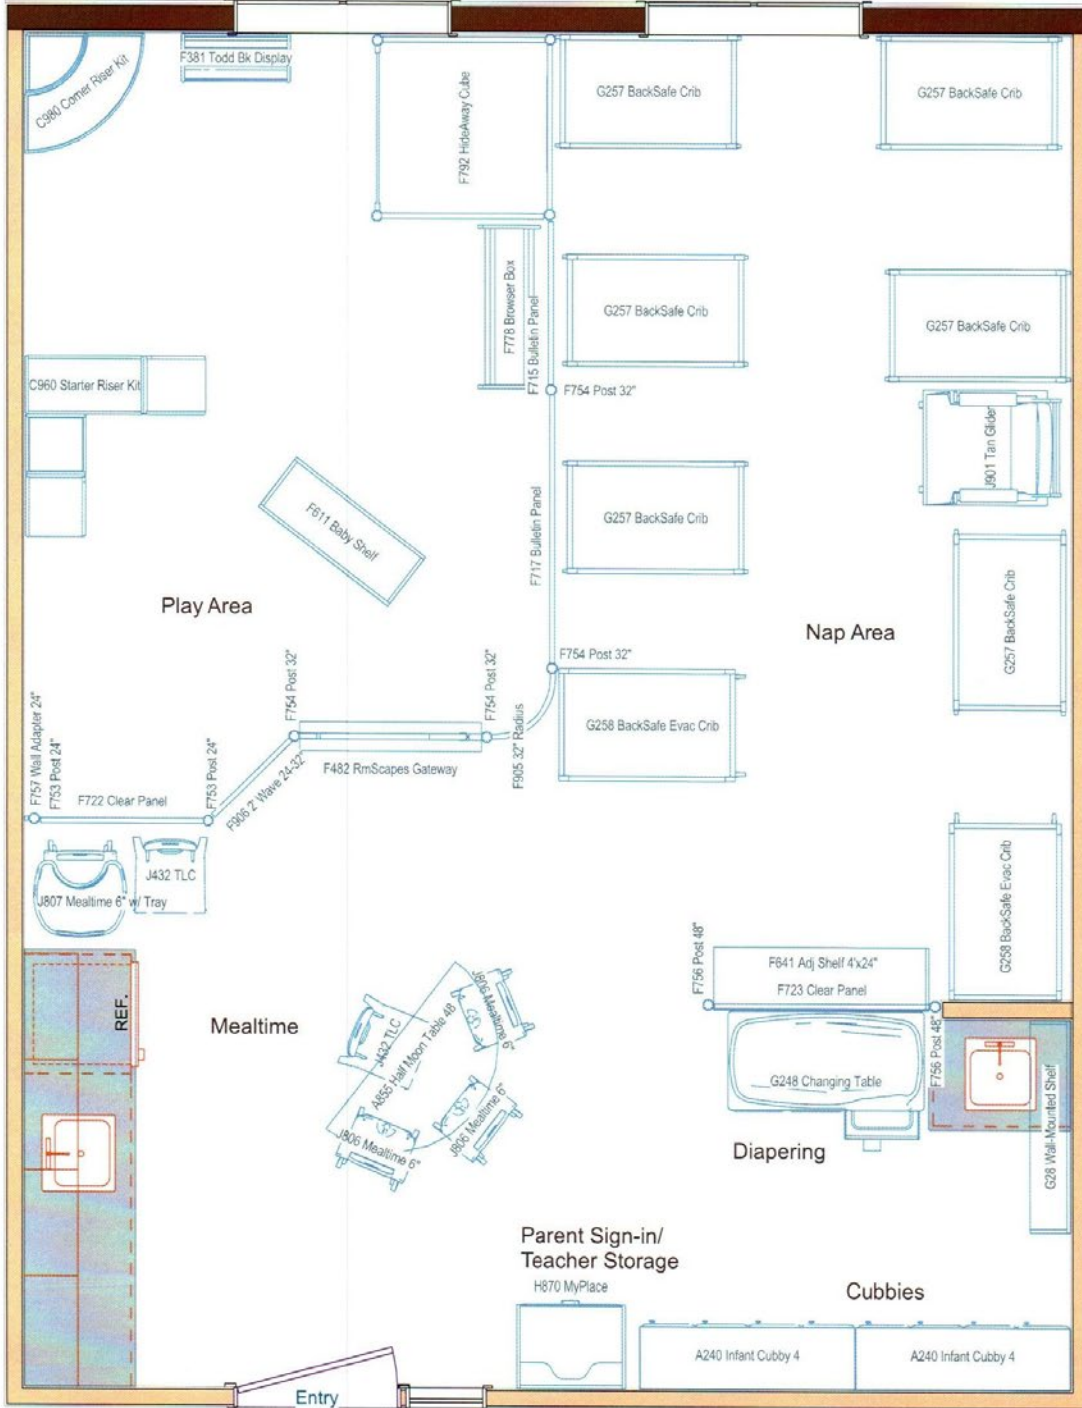 F381 Todd Bk Display
C980 Corner Riser Kit
F792 HideAway Cube
G257 BackSafe Crib
G257 BackSafe Crib
F778 Browser Box
F715 Bulletin Panel
G257 BackSafe Crib
G257 BackSafe Crib
C960 Starter Riser Kit
F754 Post 32"
J901 Tan Glider
F611 Baby Shelf
F717 Bulletin Panel
G257 BackSafe Crib
Play Area
Nap Area
G257 BackSafe Crib
F757 Wall Adapter 24"
F753 Post 24"
F722 Clear Panel
F753 Post 24"
F906 2' Wave 24-32"
F754 Post 32"
F482 RmScapes Gateway
F754 Post 32"
F905 32" Radius
F754 Post 32"
G258 BackSafe Evac Crib
J432 TLC
J807 Mealtime 6" w/ Tray
G258 BackSafe Evac Crib
F756 Post 48"
F641 Adj Shelf 4'x24"
F723 Clear Panel
REF.
Mealtime
J432 TLC
A855 Half Moon Table 48
J806 Mealtime 6"
J806 Mealtime 6"
J806 Mealtime 6"
G248 Changing Table
F756 Post 48"
G28 Wall-Mounted Shelf
Diapering
Parent Sign-in/
Teacher Storage
H870 MyPlace
Cubbies
A240 Infant Cubby 4
A240 Infant Cubby 4
Entry